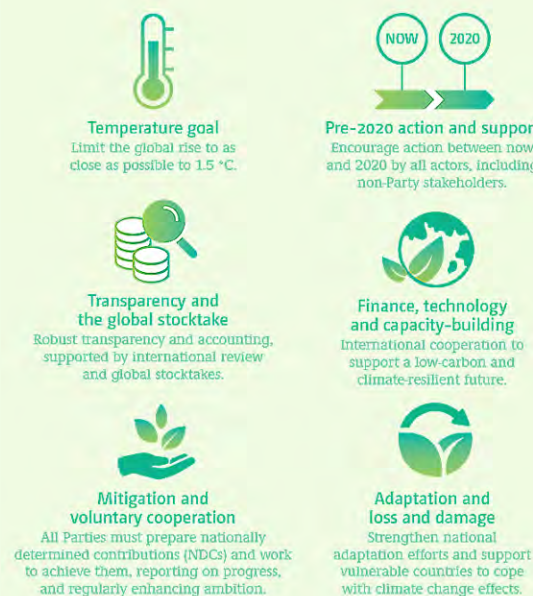 Temperature goal
Limit the global rise to as
close as possible to 1.5 °C.
NOW
2020
Pre-2020 action and suppor
Encourage action between now
and 2020 by all actors, including
non-Party stakeholders.
Transparency and
the global stocktake
Robust transparency and accounting,
supported by international review
and global stocktakes.
Finance, technology
and capacity-building
International cooperation to
support a low-carbon and
climate-resilient future.
Mitigation and
voluntary cooperation
All Parties must prepare nationally
determined contributions (NDCs) and work
to achieve them, reporting on progress,
and regularly enhancing ambition.
Adaptation and
loss and damage
Strengthen national
adaptation efforts and support
vulnerable countries to cope
with climate change effects.